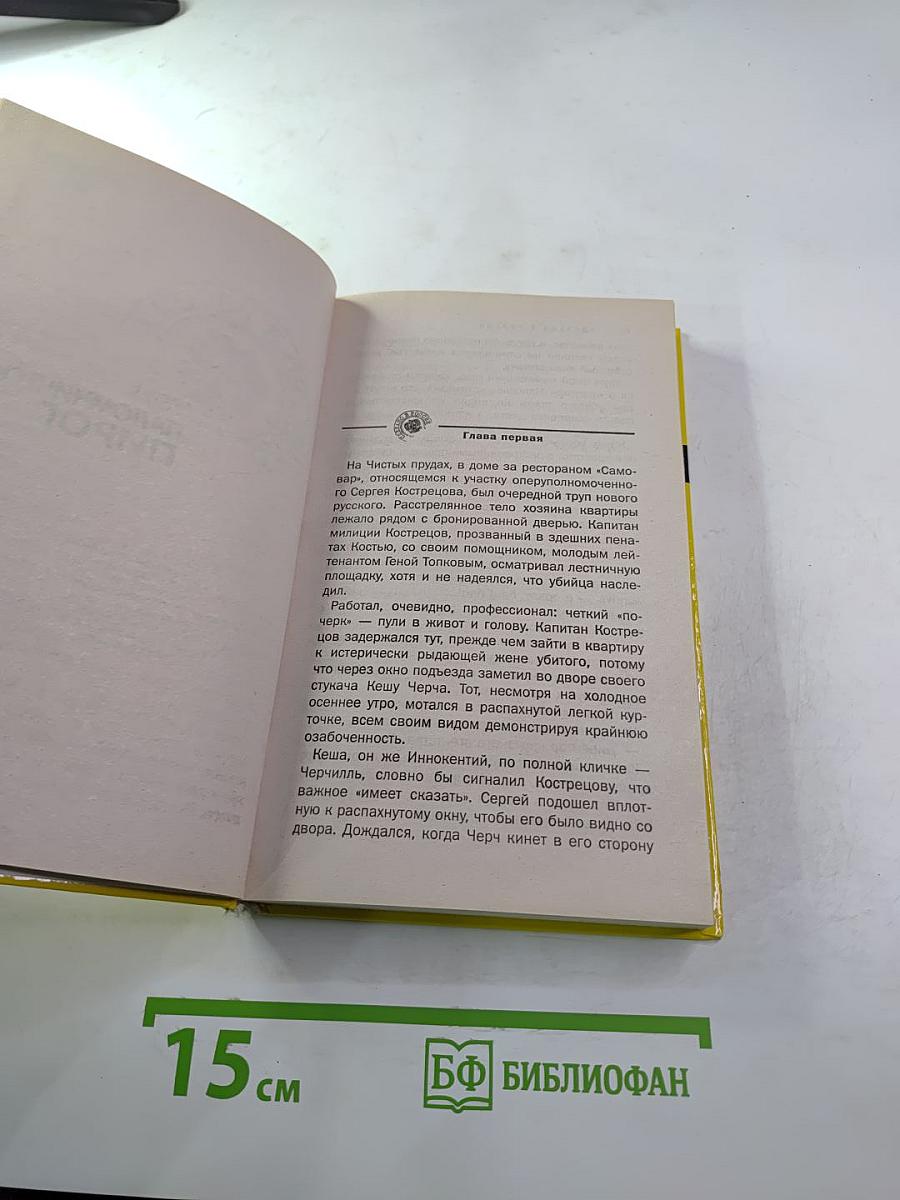 Глава первая
На Чистых прудах, в доме за рестораном «Само-
вар», относящемся к участку оперуполномоченно-
го Сергея Кострецова, был очередной труп нового
русского. Расстрелянное тело хозяина квартиры
лежало рядом с бронированной дверью. Капитан
милиции Кострецов, прозванный в здешних пена-
тах Костью, со своим помощником, молодым лей-
тенантом Геной Топковым, осматривал лестничную
площадку, хотя и не надеялся, что убийца насле-
дил.
Работал, очевидно, профессионал: четкий «по-
черк» — пули в живот и голову. Капитан Костре-
цов задержался тут, прежде чем зайти в квартиру
к истерически рыдающей жене убитого, потому
что через окно подъезда заметил во дворе своего
стукача Кешу Черча. Тот, несмотря на холодное
осеннее утро, мотался в распахнутой легкой кур-
точке, всем своим видом демонстрируя крайнюю
озабоченность.
Кеша, он же Иннокентий, по полной кличке —
Черчилль, словно бы сигналил Кострецову, что
важное «имеет сказать». Сергей подошел вплот-
ную к распахнутому окну, чтобы его было видно со
двора. Дождался, когда Черч кинет в его сторону
15 см
БФ БИБЛИОФАН